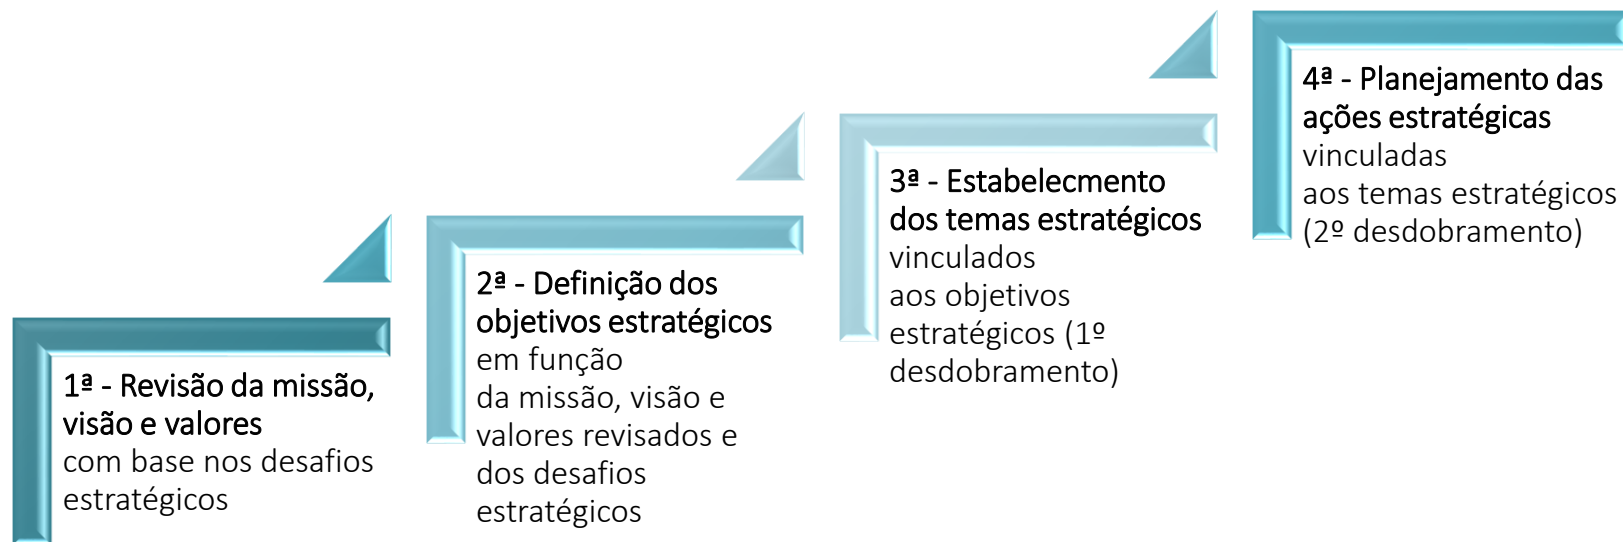 1ª - Revisão da missão,
visão e valores
com base nos desafios
estratégicos
2ª - Definição dos
objetivos estratégicos
em função
da missão, visão e
valores revisados e
dos desafios
estratégicos
3ª - Estabelecmento
dos temas estratégicos
vinculados
aos objetivos
estratégicos (1º
desdobramento)
4ª - Planejamento das
ações estratégicas
vinculadas
aos temas estratégicos
(2º desdobramento)